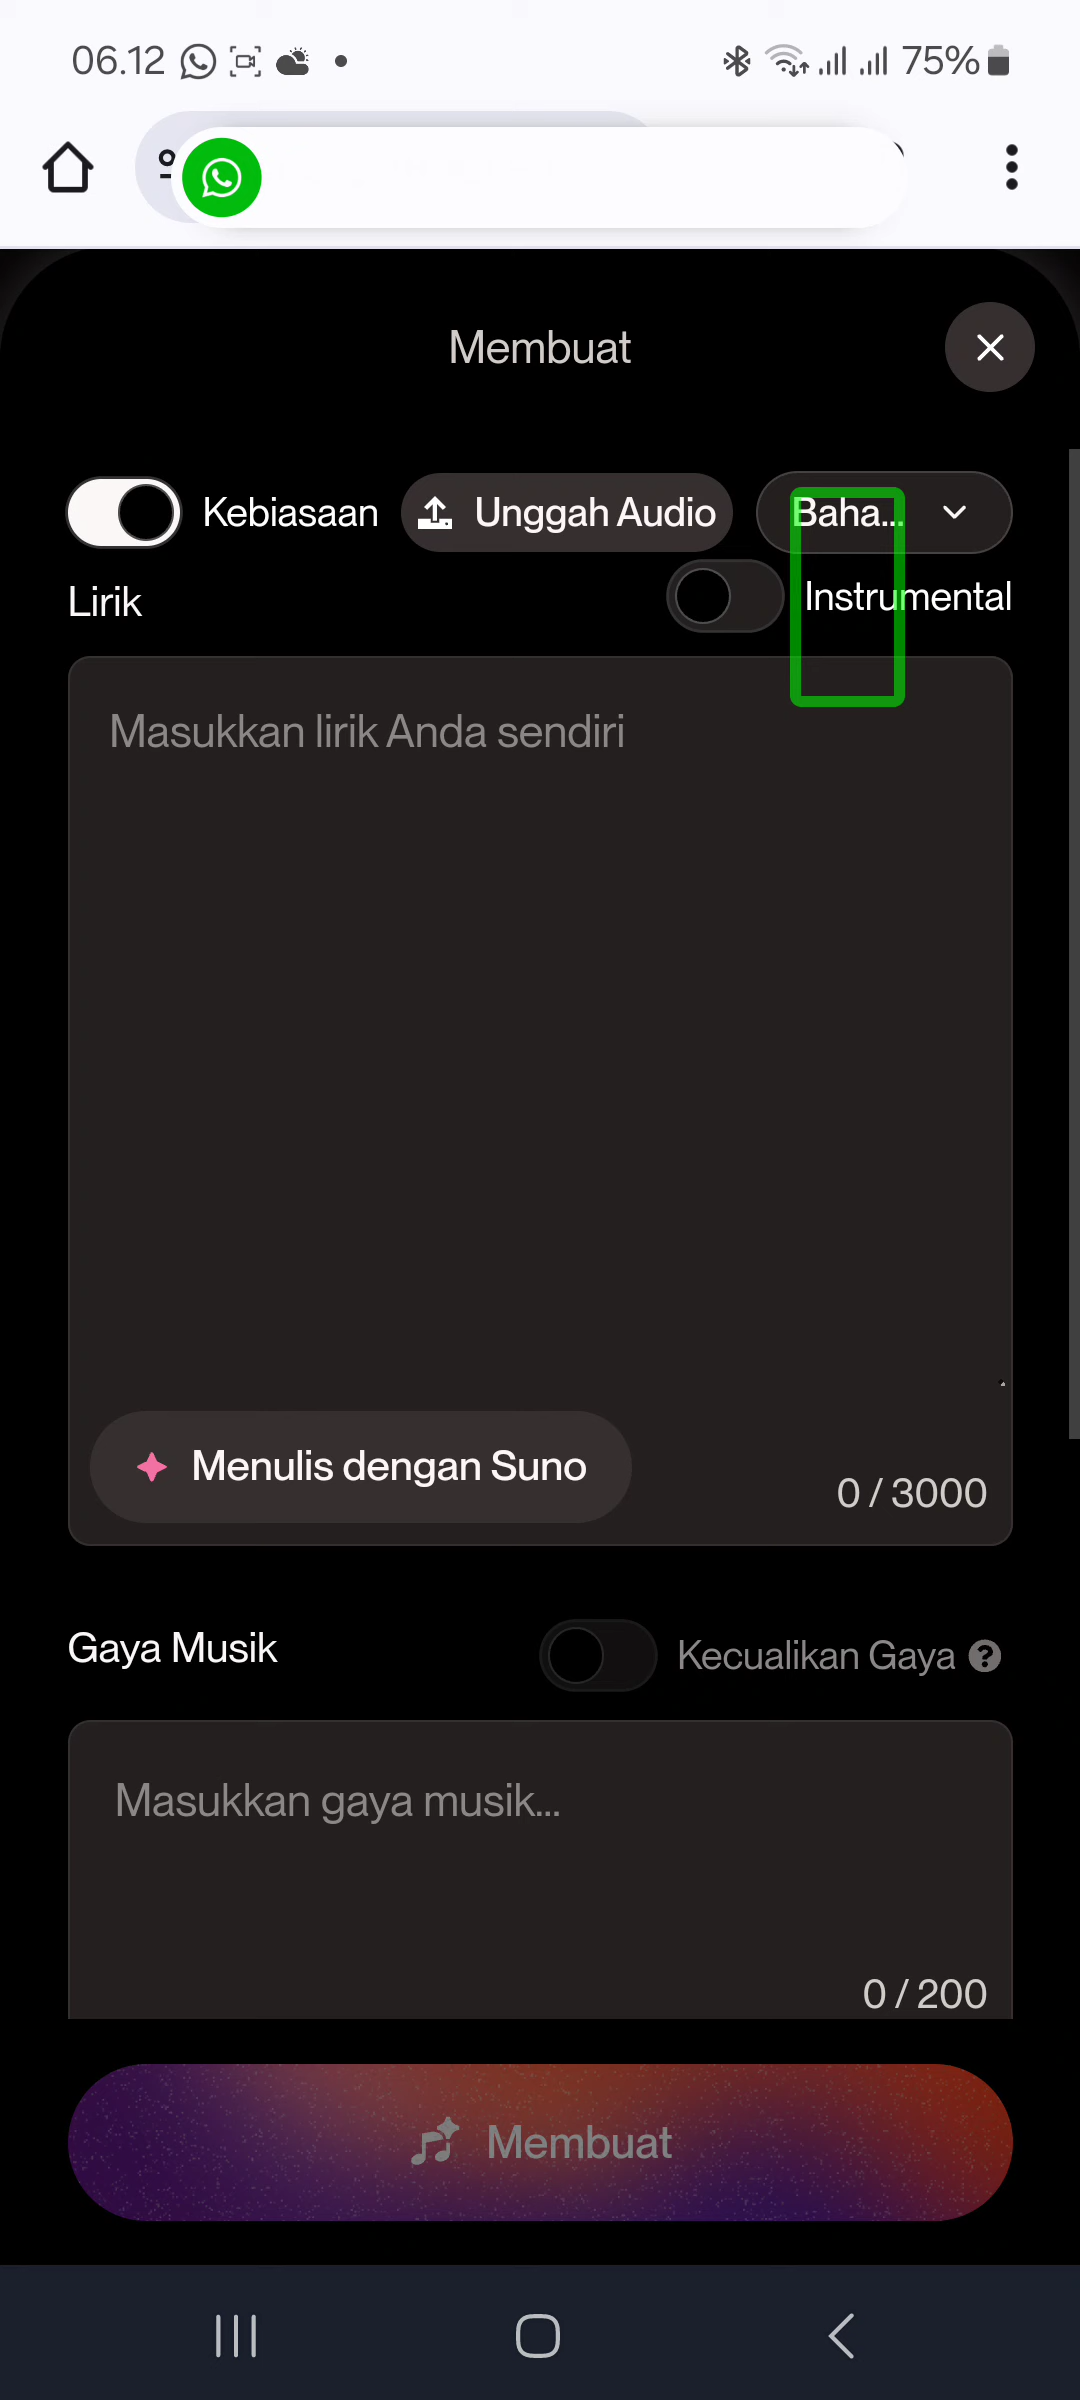 06.12
75%
Membuat
Kebiasaan
Unggah Audio
Baha...
Lirik
Instrumental
Masukkan lirik Anda sendiri
Menulis dengan Suno
0 / 3000
Gaya Musik
Kecualikan Gaya ?
Masukkan gaya musik...
0 / 200
Membuat